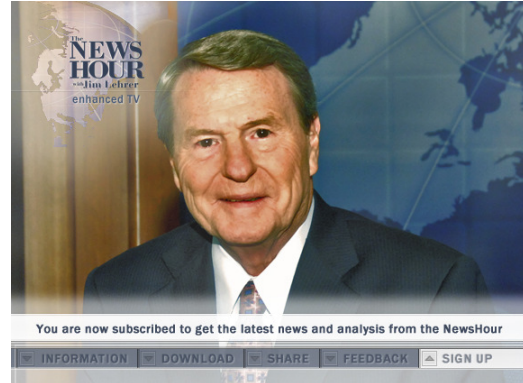 The
NEWS
HOUR
with Jim Lehrer
enhanced TV
You are now subscribed to get the latest news and analysis from the NewsHour
INFORMATION DOWNLOAD SHARE FEEDBACK SIGN UP